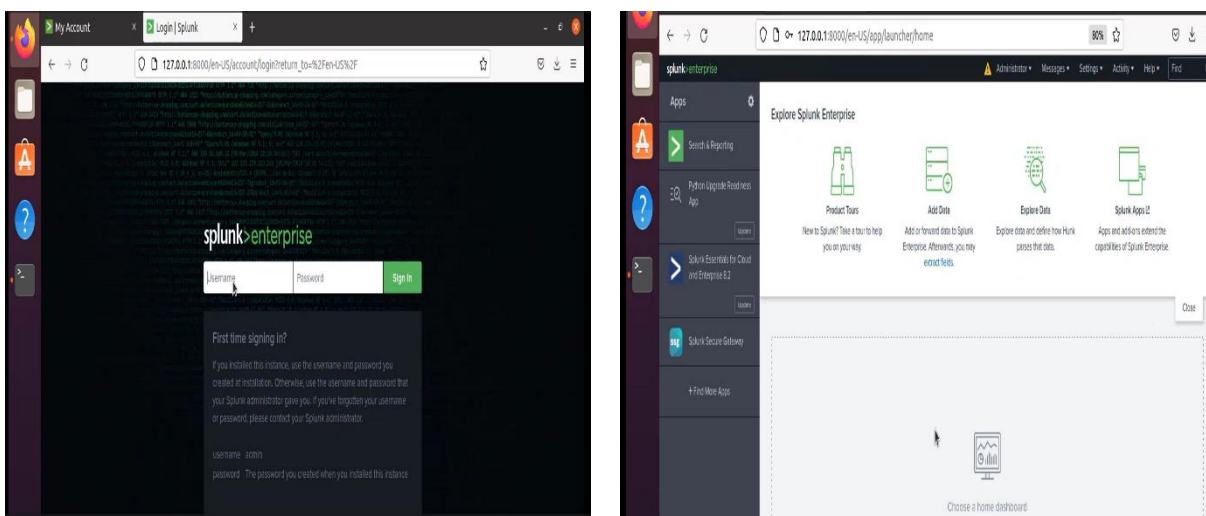 My Account
Login | Splunk
127.0.0.1:8000/en-US/account/login?return_to=%2Fen-US%2F
splunk>enterprise
Username
Password
Sign In
First time signing in?
If you installed this instance, use the username and password you
created at installation. Otherwise, use the username and password that
your Splunk administrator gave you. If you've forgotten your username
or password, please contact your Splunk administrator.
username admin
password The password you created when you installed this instance
127.0.0.1:8000/en-US/app/launcher/home
80%
splunk>enterprise
Administrator
Messages
Settings
Activity
Help
Find
Apps
Search & Reporting
Python Upgrade Readiness
App
Update
Splunk Essentials for Cloud
and Enterprise 8.2
Update
ssg
Splunk Secure Gateway
+ Find More Apps
Explore Splunk Enterprise
Product Tours
New to Splunk? Take a tour to help
you on your way.
Add Data
Add or forward data to Splunk
Enterprise. Afterwards, you may
extract fields.
Explore Data
Explore data and define how Hunk
parses that data.
Splunk Apps
Apps and add-ons extend the
capabilities of Splunk Enterprise.
Close
Choose a home dashboard